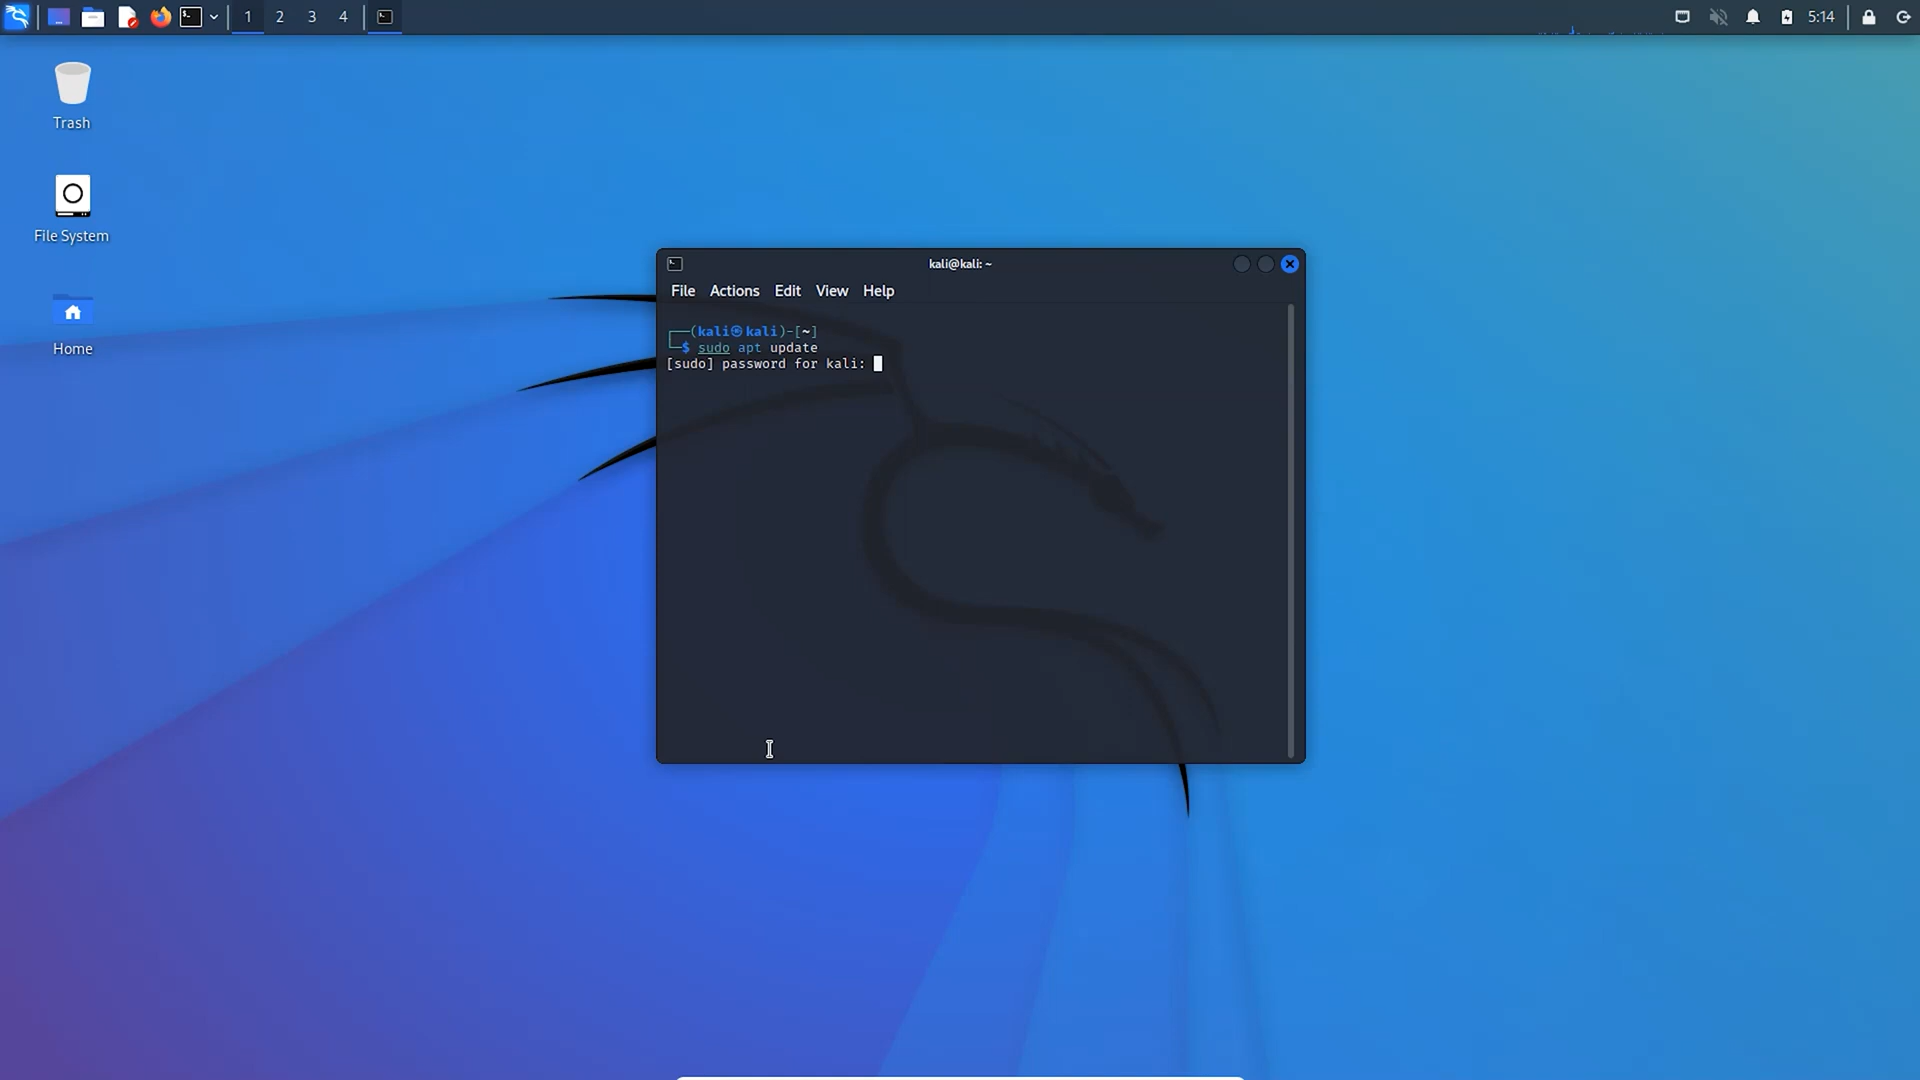 1 2 3 4 5:14
Trash
File System
Home
kali@kali: ~
File Actions Edit View Help
┌──(kali㉿kali)-[~]
└─$ sudo apt update
[sudo] password for kali: